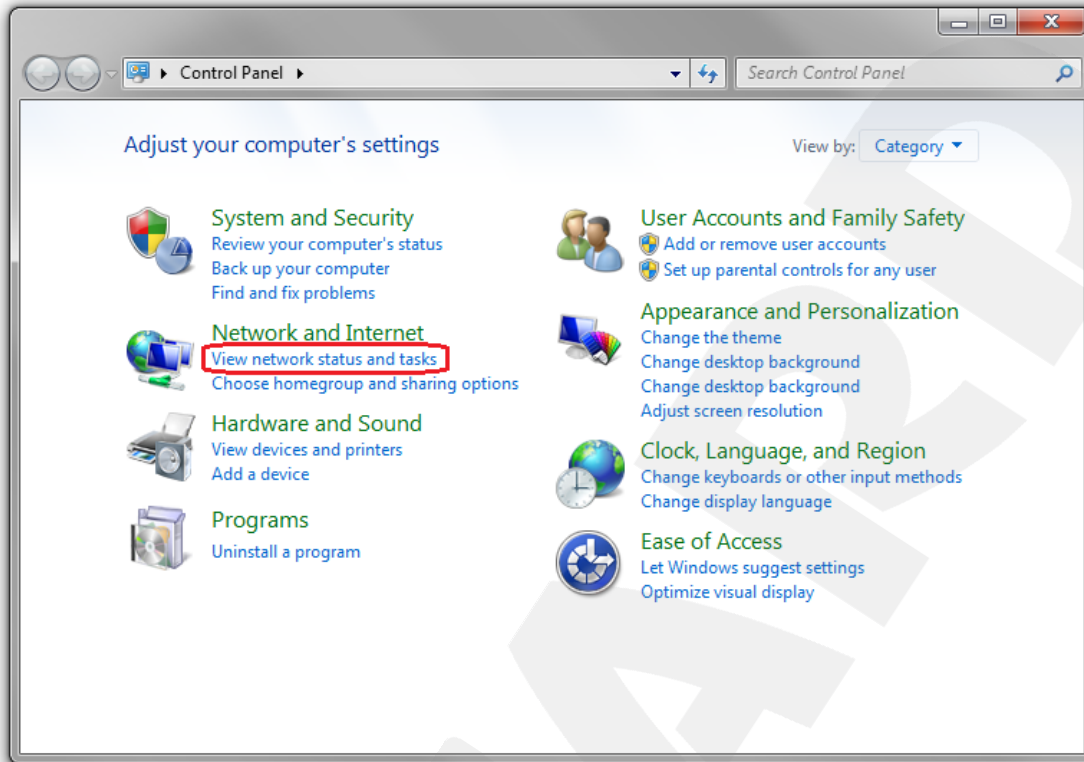 Control Panel
Search Control Panel
Adjust your computer's settings
View by: Category
System and Security
Review your computer's status
Back up your computer
Find and fix problems
Network and Internet
View network status and tasks
Choose homegroup and sharing options
Hardware and Sound
View devices and printers
Add a device
Programs
Uninstall a program
User Accounts and Family Safety
Add or remove user accounts
Set up parental controls for any user
Appearance and Personalization
Change the theme
Change desktop background
Change desktop background
Adjust screen resolution
Clock, Language, and Region
Change keyboards or other input methods
Change display language
Ease of Access
Let Windows suggest settings
Optimize visual display